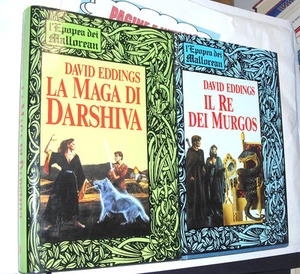 l'Epopea dei
Mallorean
DAVID EDDINGS
LA MAGA DI
DARSHIVA
l'Epopea dei
Mallorean
DAVID EDDINGS
IL RE
DEI MURGOS